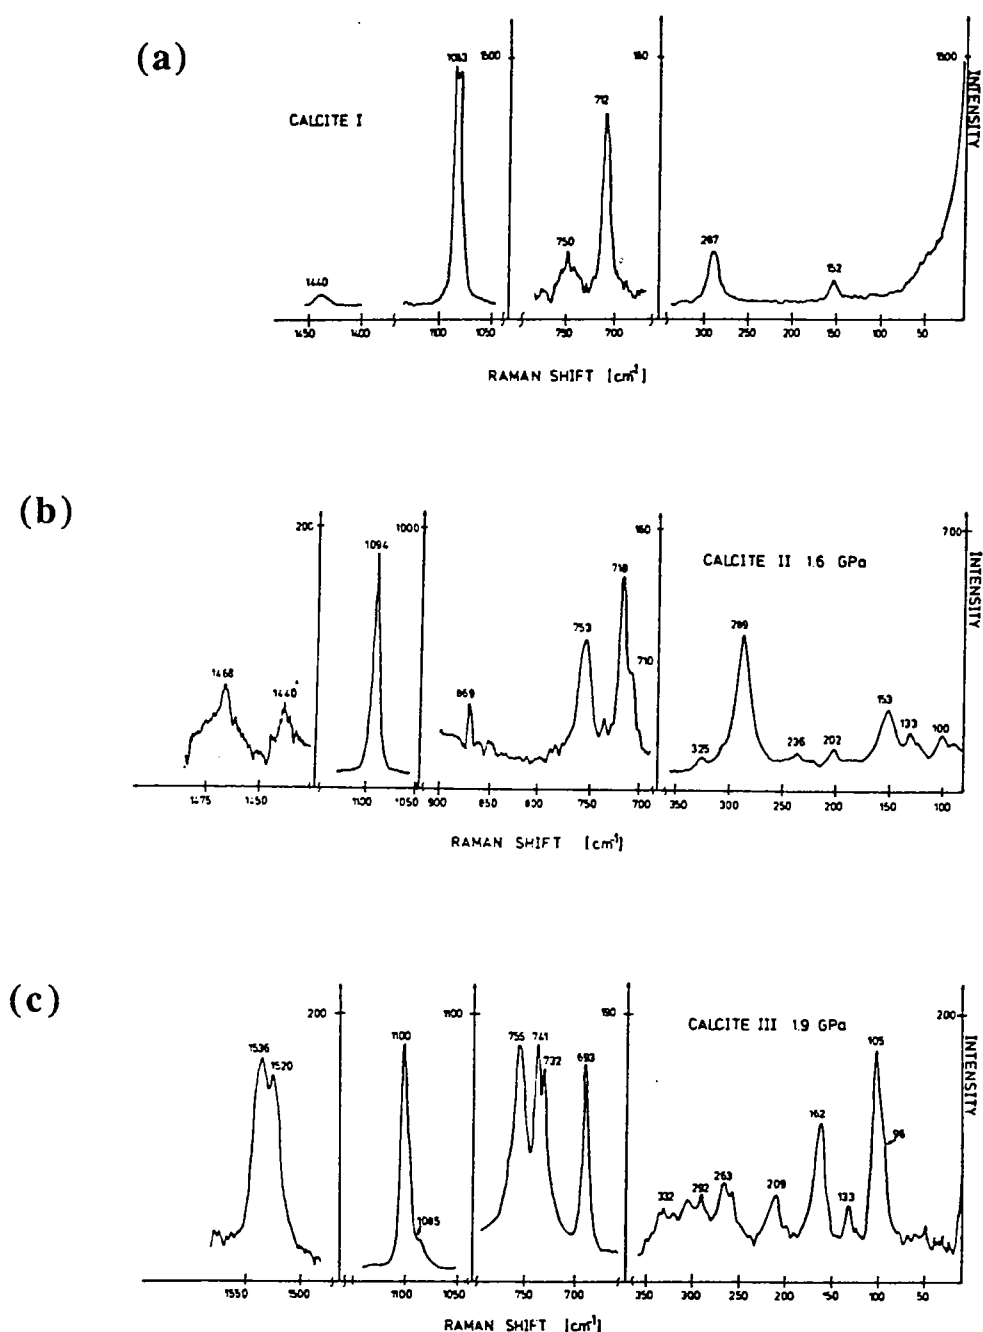 (a)
1500 160 1500
712
CALCITE I
INTENSITY
750
287
1440
152
1450 1400 1100 1050 750 700 300 250 200 150 100 50
RAMAN SHIFT [cm⁻¹]
(b)
200 1000 160 700
1094
CALCITE II 1.6 GPa
718
INTENSITY
753 289
710
1468
1440
869
153
133
100
325 236 202
1475 1450 1100 1050 900 850 800 750 700 350 300 250 200 150 100
RAMAN SHIFT [cm⁻¹]
(c)
200 1100 190 200
CALCITE III 1.9 GPa
1536 1520
1100
755 741
732 693
105
INTENSITY
162
96
1085
332 292 263 209 133
1550 1500 1100 1050 750 700 350 300 250 200 150 100 50
RAMAN SHIFT [cm⁻¹]